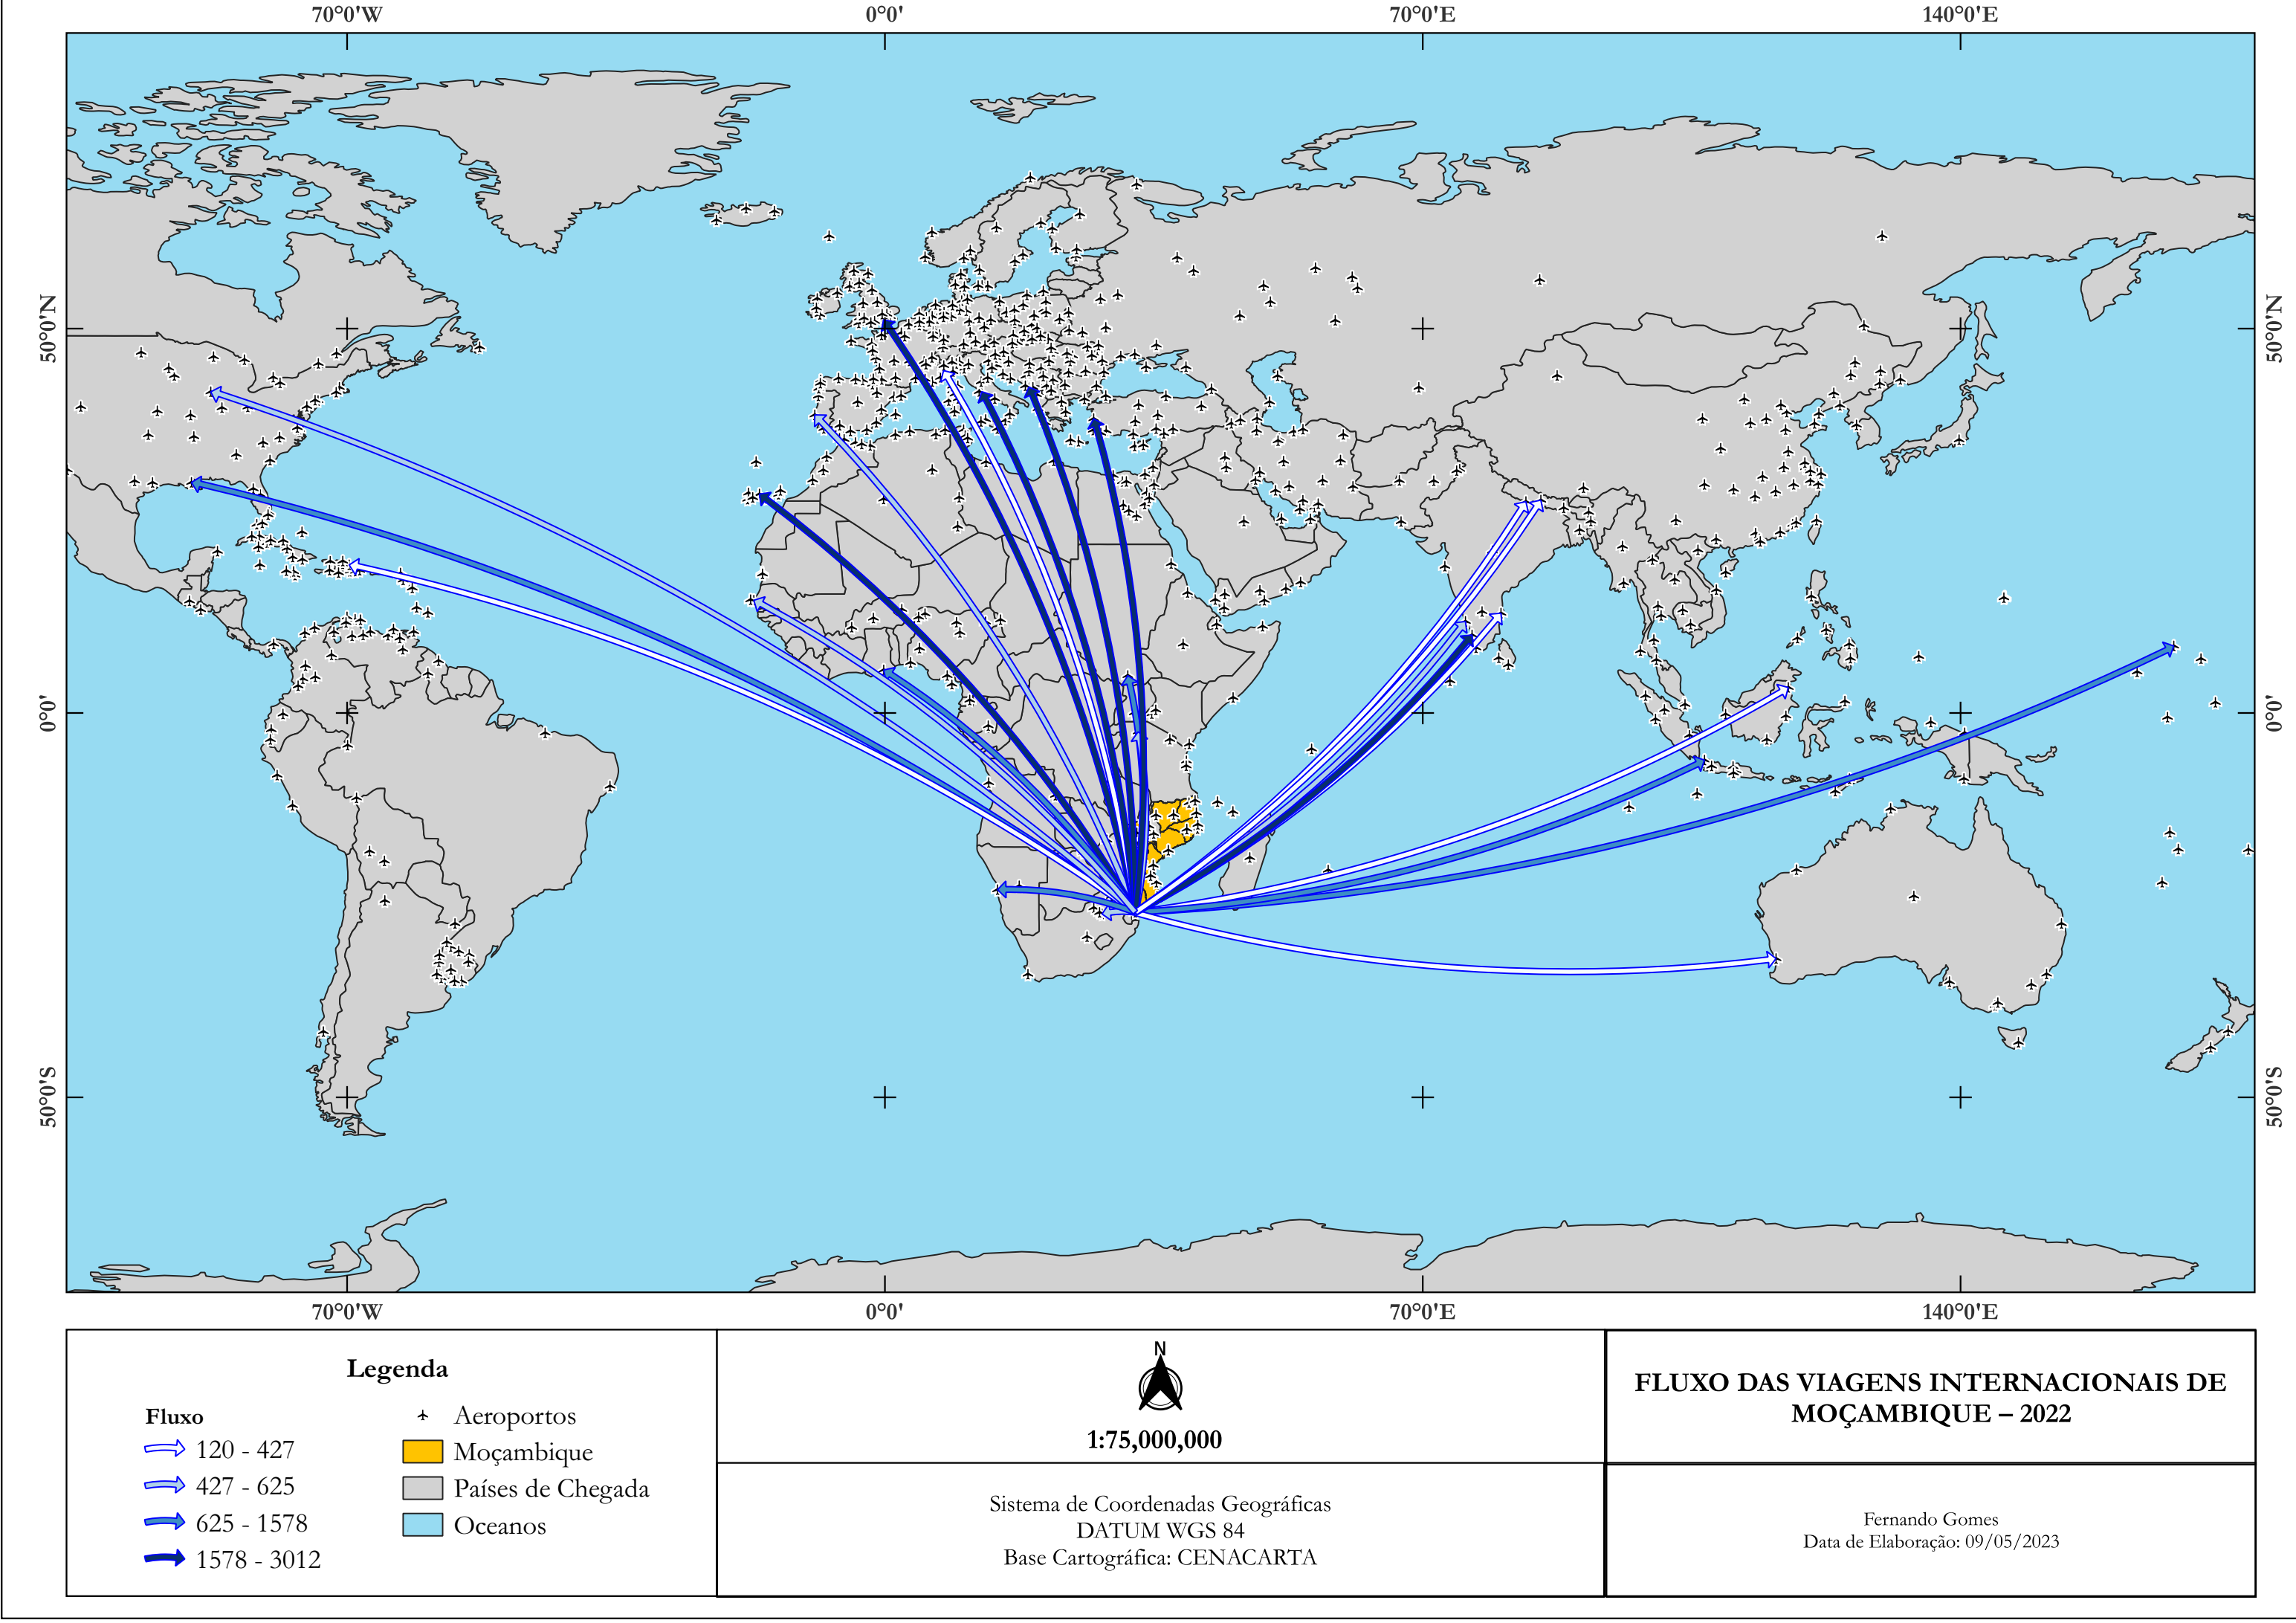 70°0'W 0°0' 70°0'E 140°0'E
50°0'N 50°0'N
0°0' 0°0'
50°0'S 50°0'S
70°0'W 0°0' 70°0'E 140°0'E
Legenda
Fluxo
120 - 427
427 - 625
625 - 1578
1578 - 3012
Aeroportos
Moçambique
Países de Chegada
Oceanos
N
1:75,000,000
Sistema de Coordenadas Geográficas
DATUM WGS 84
Base Cartográfica: CENACARTA
FLUXO DAS VIAGENS INTERNACIONAIS DE
MOÇAMBIQUE – 2022
Fernando Gomes
Data de Elaboração: 09/05/2023